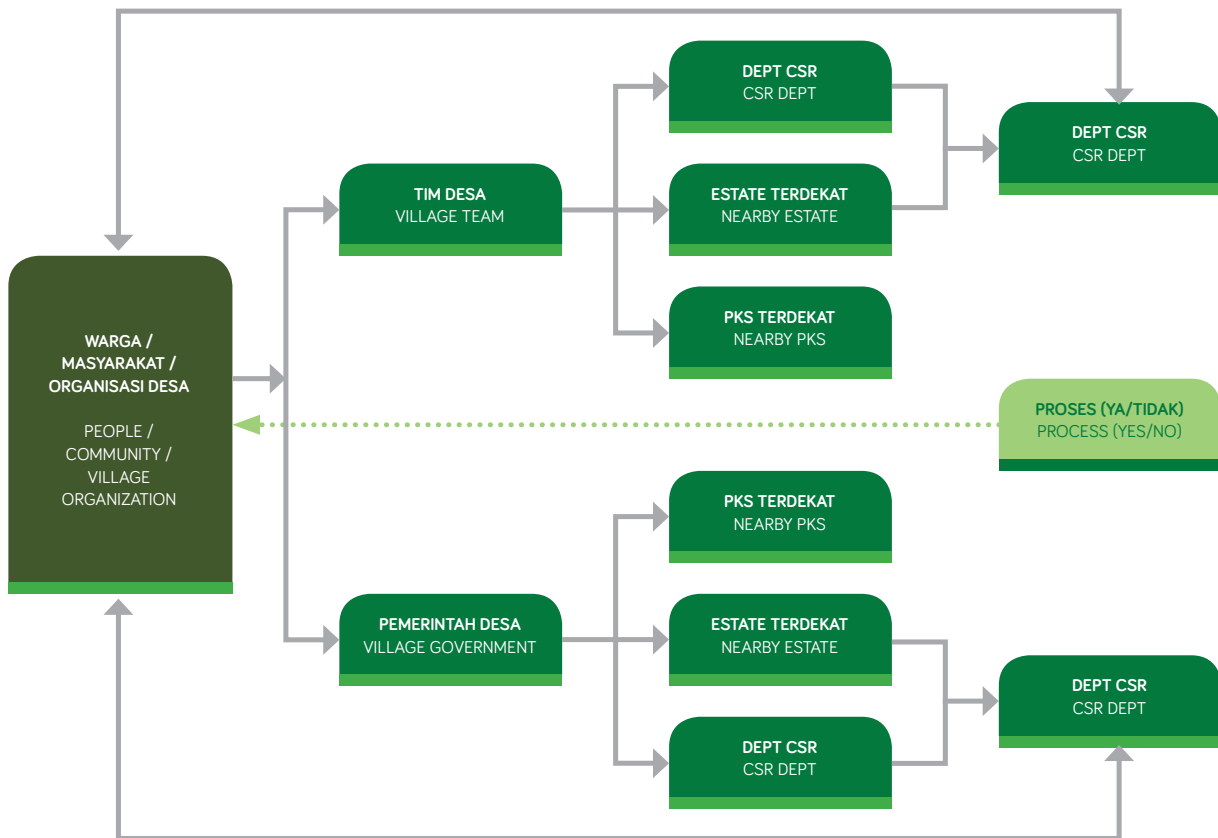 DEPT CSR
CSR DEPT
DEPT CSR
CSR DEPT
TIM DESA
VILLAGE TEAM
ESTATE TERDEKAT
NEARBY ESTATE
PKS TERDEKAT
NEARBY PKS
WARGA /
MASYARAKAT /
ORGANISASI DESA
PEOPLE /
COMMUNITY /
VILLAGE
ORGANIZATION
PROSES (YA/TIDAK)
PROCESS (YES/NO)
PKS TERDEKAT
NEARBY PKS
PEMERINTAH DESA
VILLAGE GOVERNMENT
ESTATE TERDEKAT
NEARBY ESTATE
DEPT CSR
CSR DEPT
DEPT CSR
CSR DEPT